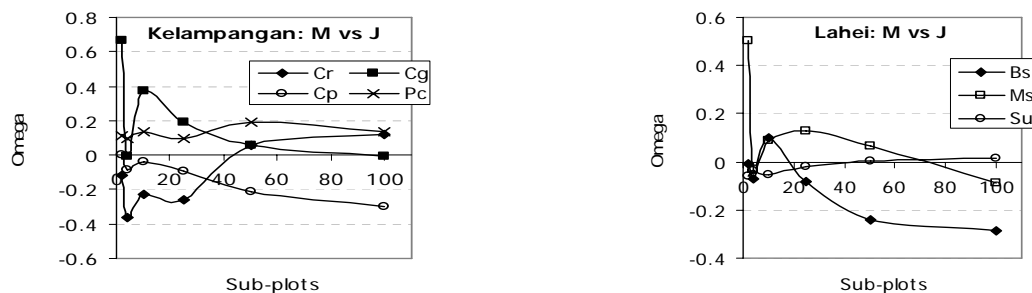 Kelampangan: M vs J
Cr Cg
Cp Pc
Omega
0.8
0.6
0.4
0.2
0
-0.2
-0.4
-0.6
0 20 40 60 80 100
Sub-plots
Lahei: M vs J
Bs
Ms
Su
Omega
0.6
0.4
0.2
0
-0.2
-0.4
0 20 40 60 80 100
Sub-plots